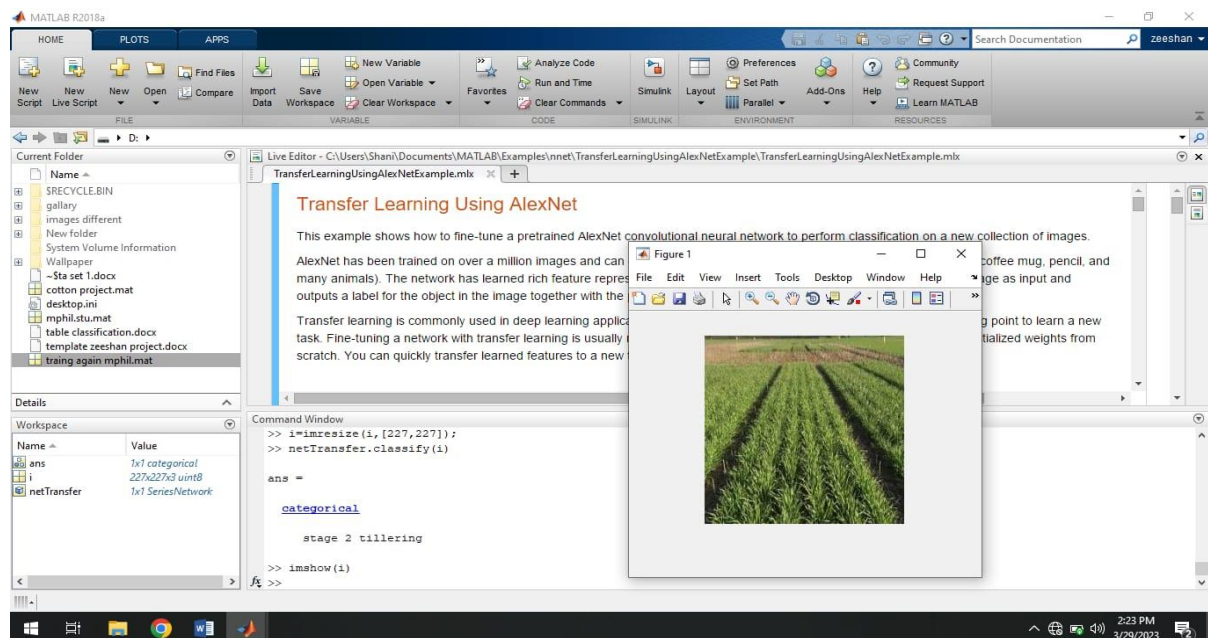 MATLAB R2018a
HOME PLOTS APPS Search Documentation zeeshan
New Script New Live Script New Open Find Files Compare
Import Data Save Workspace New Variable Open Variable Clear Workspace
Favorites Analyze Code Run and Time Clear Commands
Simulink Layout Preferences Set Path Parallel Add-Ons
Help Community Request Support Learn MATLAB
FILE VARIABLE CODE SIMULINK ENVIRONMENT RESOURCES
D:
Current Folder
Name
$RECYCLE.BIN
gallary
images different
New folder
System Volume Information
Wallpaper
~$ta set 1.docx
cotton project.mat
desktop.ini
mphil.stu.mat
table classification.docx
template zeeshan project.docx
traing again mphil.mat
Details
Workspace
Name Value
ans 1x1 categorical
i 227x227x3 uint8
netTransfer 1x1 SeriesNetwork
Live Editor - C:\Users\Shani\Documents\MATLAB\Examples\nnet\TransferLearningUsingAlexNetExample\TransferLearningUsingAlexNetExample.mlx
TransferLearningUsingAlexNetExample.mlx
Transfer Learning Using AlexNet
This example shows how to fine-tune a pretrained AlexNet convolutional neural network to perform classification on a new collection of images.
AlexNet has been trained on over a million images and can coffee mug, pencil, and
many animals). The network has learned rich feature repres age as input and
outputs a label for the object in the image together with the
Transfer learning is commonly used in deep learning applica g point to learn a new
task. Fine-tuning a network with transfer learning is usually tialized weights from
scratch. You can quickly transfer learned features to a new
Figure 1
File Edit View Insert Tools Desktop Window Help
Command Window
>> i=imresize(i,[227,227]);
>> netTransfer.classify(i)
ans =
categorical
stage 2 tillering
>> imshow(i)
fx >>
2:23 PM
3/29/2023